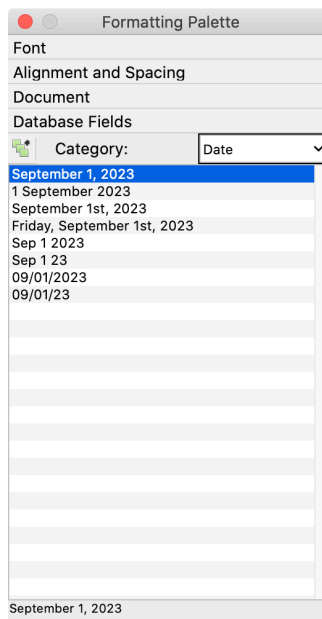 Formatting Palette
Font
Alignment and Spacing
Document
Database Fields
Category: Date
September 1, 2023
1 September 2023
September 1st, 2023
Friday, September 1st, 2023
Sep 1 2023
Sep 1 23
09/01/2023
09/01/23
September 1, 2023